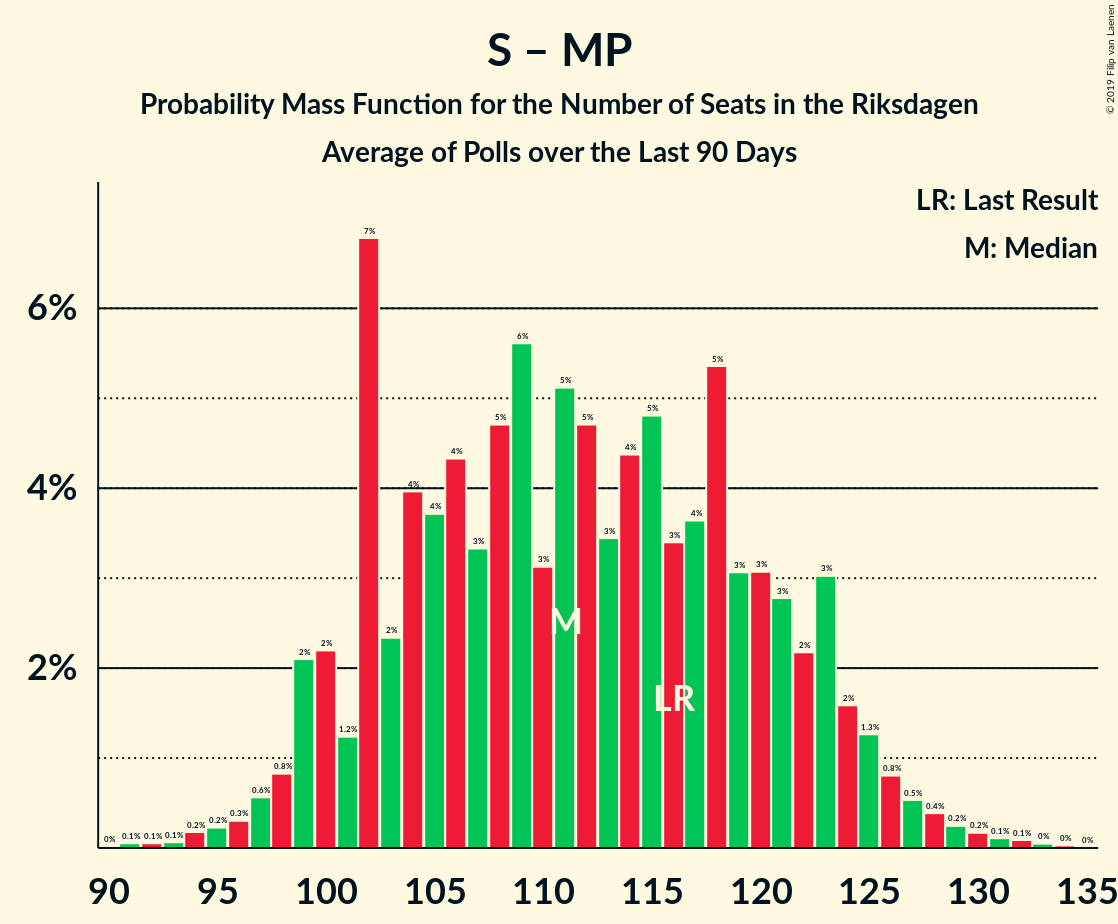 S – MP
Probability Mass Function for the Number of Seats in the Riksdagen
Average of Polls over the Last 90 Days
© 2019 Filip van Laenen
LR: Last Result
M: Median
6%
4%
2%
0% 0.1% 0.1% 0.1% 0.2% 0.2% 0.3% 0.6% 0.8% 2% 2% 1.2% 7% 2% 4% 4% 4% 3% 5% 6% 3% 5% 5% 3% 4% 5% 3% 4% 5% 3% 3% 3% 2% 3% 2% 1.3% 0.8% 0.5% 0.4% 0.2% 0.2% 0.1% 0.1% 0% 0% 0%
M
LR
90 95 100 105 110 115 120 125 130 135